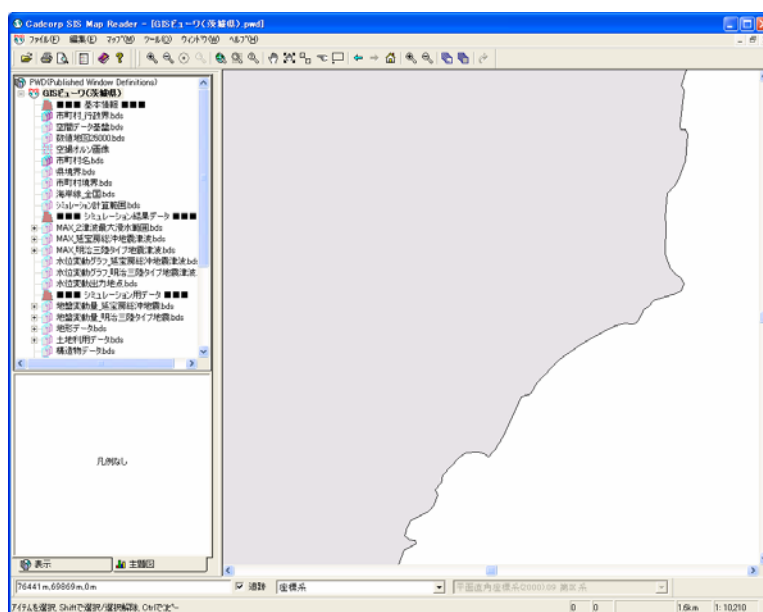 Cadcorp SIS Map Reader - [GISビューワ(茨城県).pwd]
ファイル(F) 編集(E) マップ(M) ツール(O) ウィンドウ(W) ヘルプ(H)
PWD(Published Window Definitions)
GISビューワ(茨城県)
■■■ 基本情報 ■■■
市町村_行政界.bds
空間データ基盤.bds
数値地図25000.bds
空撮オルソ画像
市町村名.bds
県境界.bds
市町村境界.bds
海岸線_全国.bds
シミュレーション計算範囲.bds
■■■ シミュレーション結果データ ■■■
MAX_2津波最大浸水範囲.bds
MAX_延宝房総沖地震津波.bds
MAX_明治三陸タイプ地震津波.bds
水位変動グラフ_延宝房総沖地震津波.bds
水位変動グラフ_明治三陸タイプ地震津波.
水位変動出力地点.bds
■■■ シミュレーション用データ ■■■
地盤変動量_延宝房総沖地震.bds
地盤変動量_明治三陸タイプ地震.bds
地形データ.bds
土地利用データ.bds
構造物データ.bds
凡例なし
表示 主題図
76441m,69869m,0m 追跡 座標系 平面直角座標系(2000):09 第Ⅸ系
アイテムを選択, Shiftで選択/選択解除, Ctrlでコピー 0 0 1.6km 1: 10,210